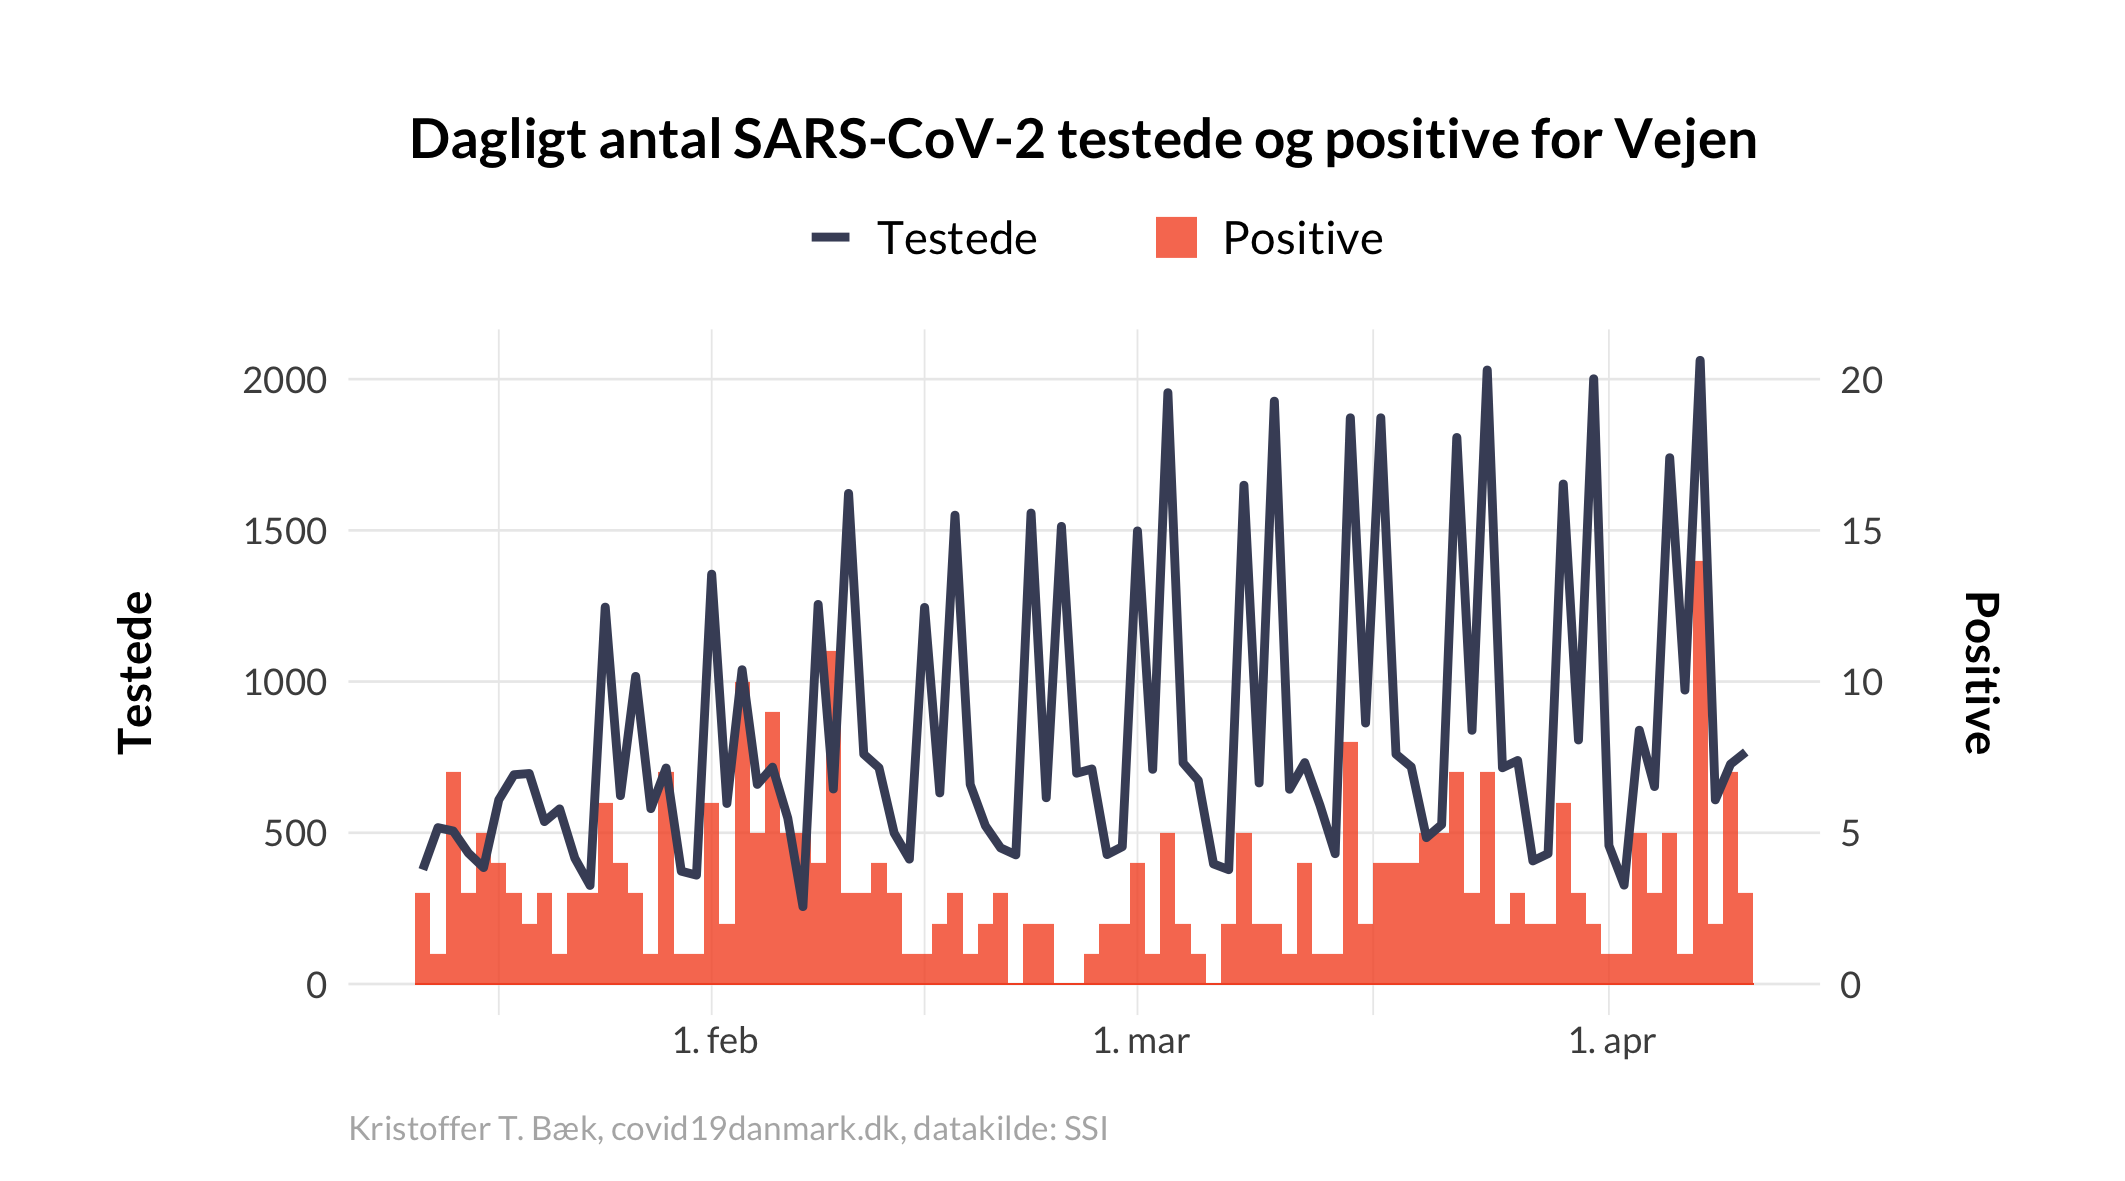 Dagligt antal SARS-CoV-2 testede og positive for Vejen
Testede Positive
2000 20
1500 15
1000 10
500 5
0 0
Testede
Positive
1. feb 1. mar 1. apr
Kristoffer T. Bæk, covid19danmark.dk, datakilde: SSI